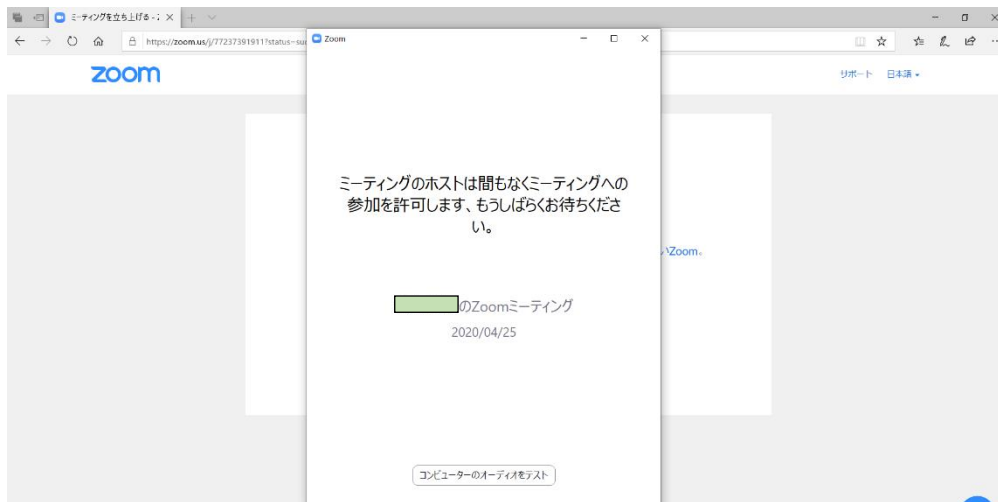 ミーティングを立ち上げる - Z
https://zoom.us/j/77237391911?status=su
Zoom
zoom
サポート 日本語
ミーティングのホストは間もなくミーティングへの
参加を許可します、もうしばらくお待ちくださ
い。
いZoom。
のZoomミーティング
2020/04/25
コンピューターのオーディオをテスト